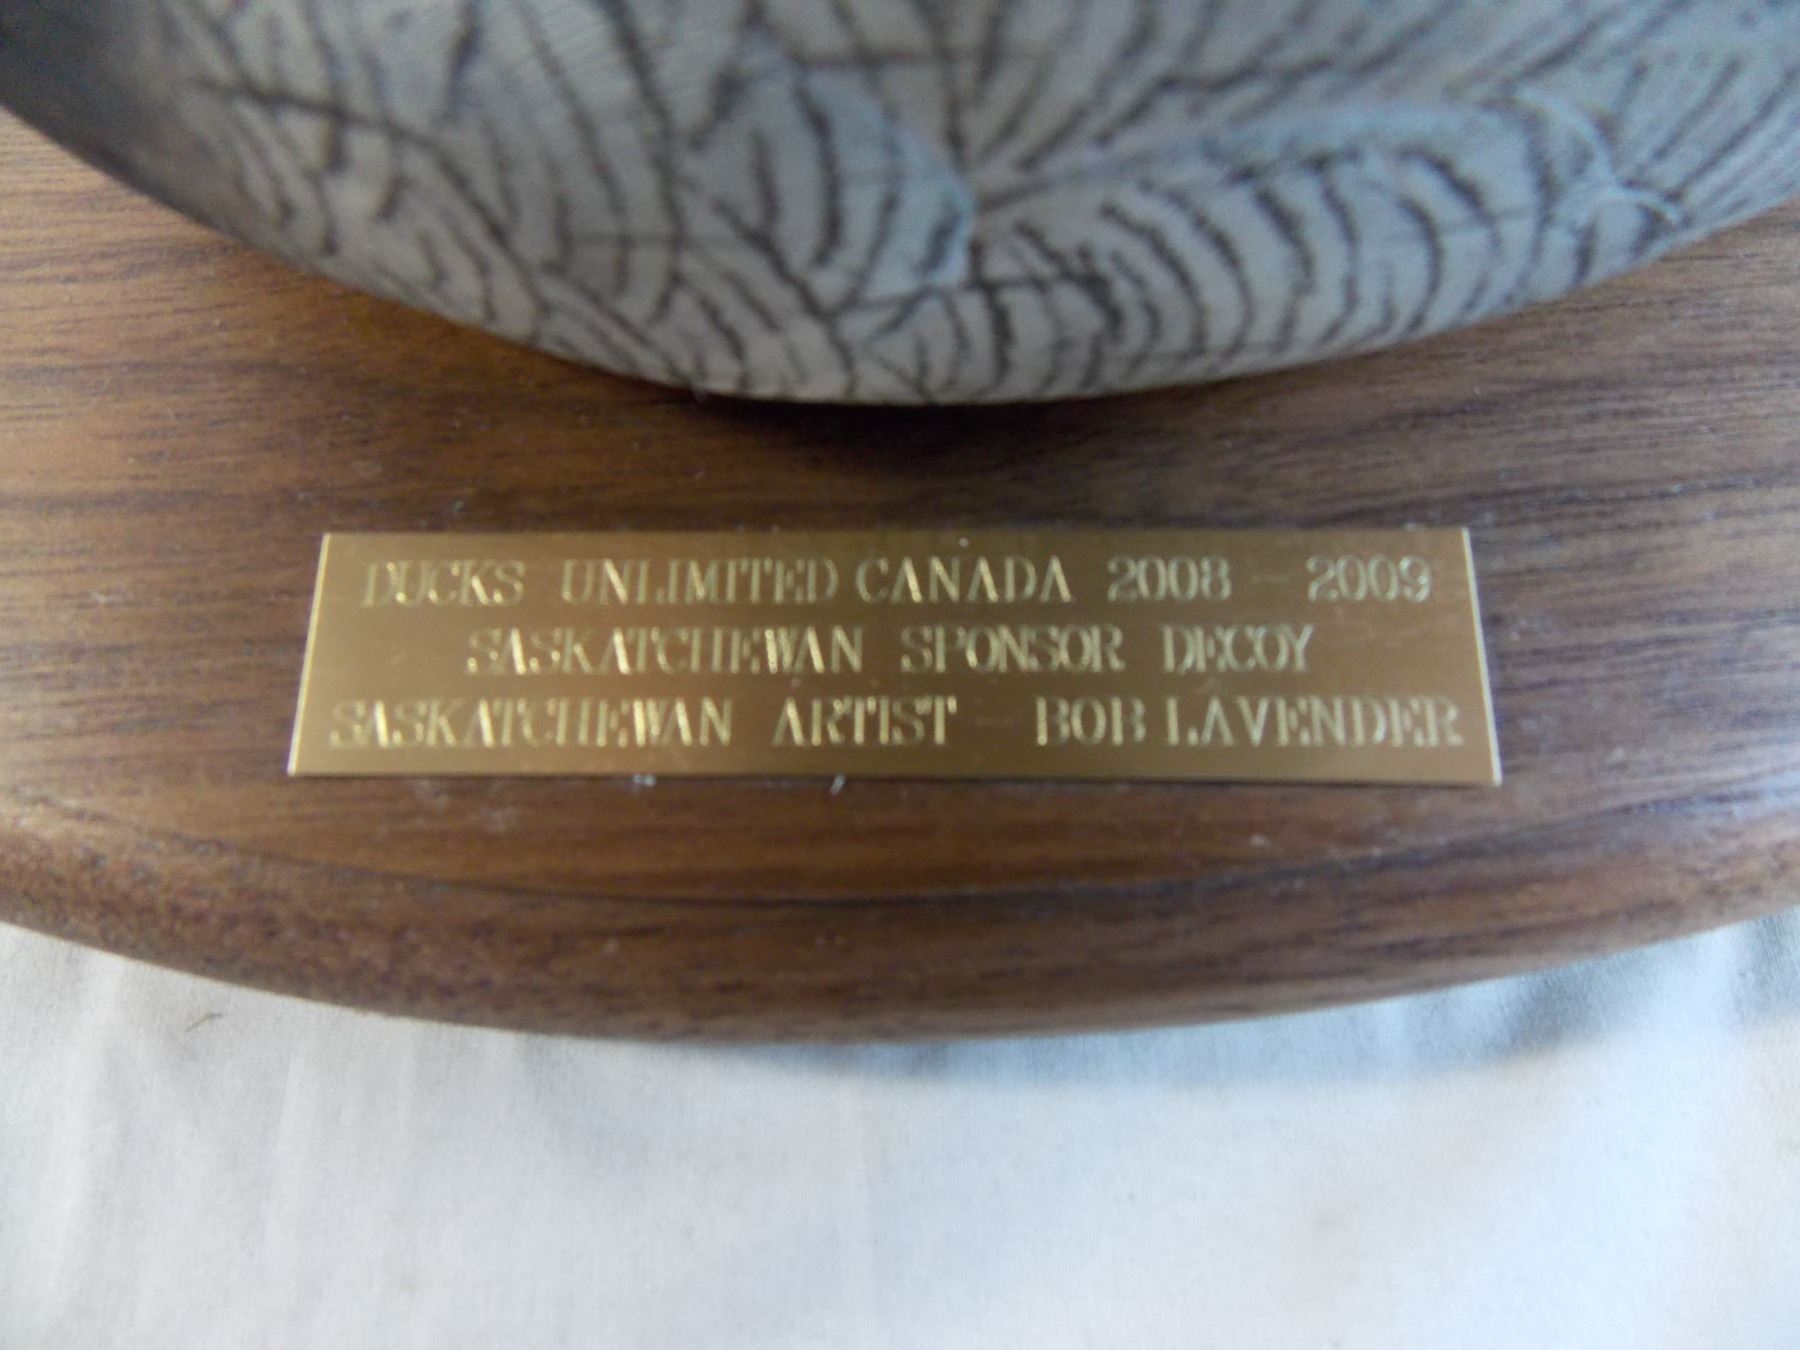 DUCKS UNLIMITED CANADA 2008 - 2009
SASKATCHEWAN SPONSOR DECOY
SASKATCHEWAN ARTIST - BOB LAVENDER